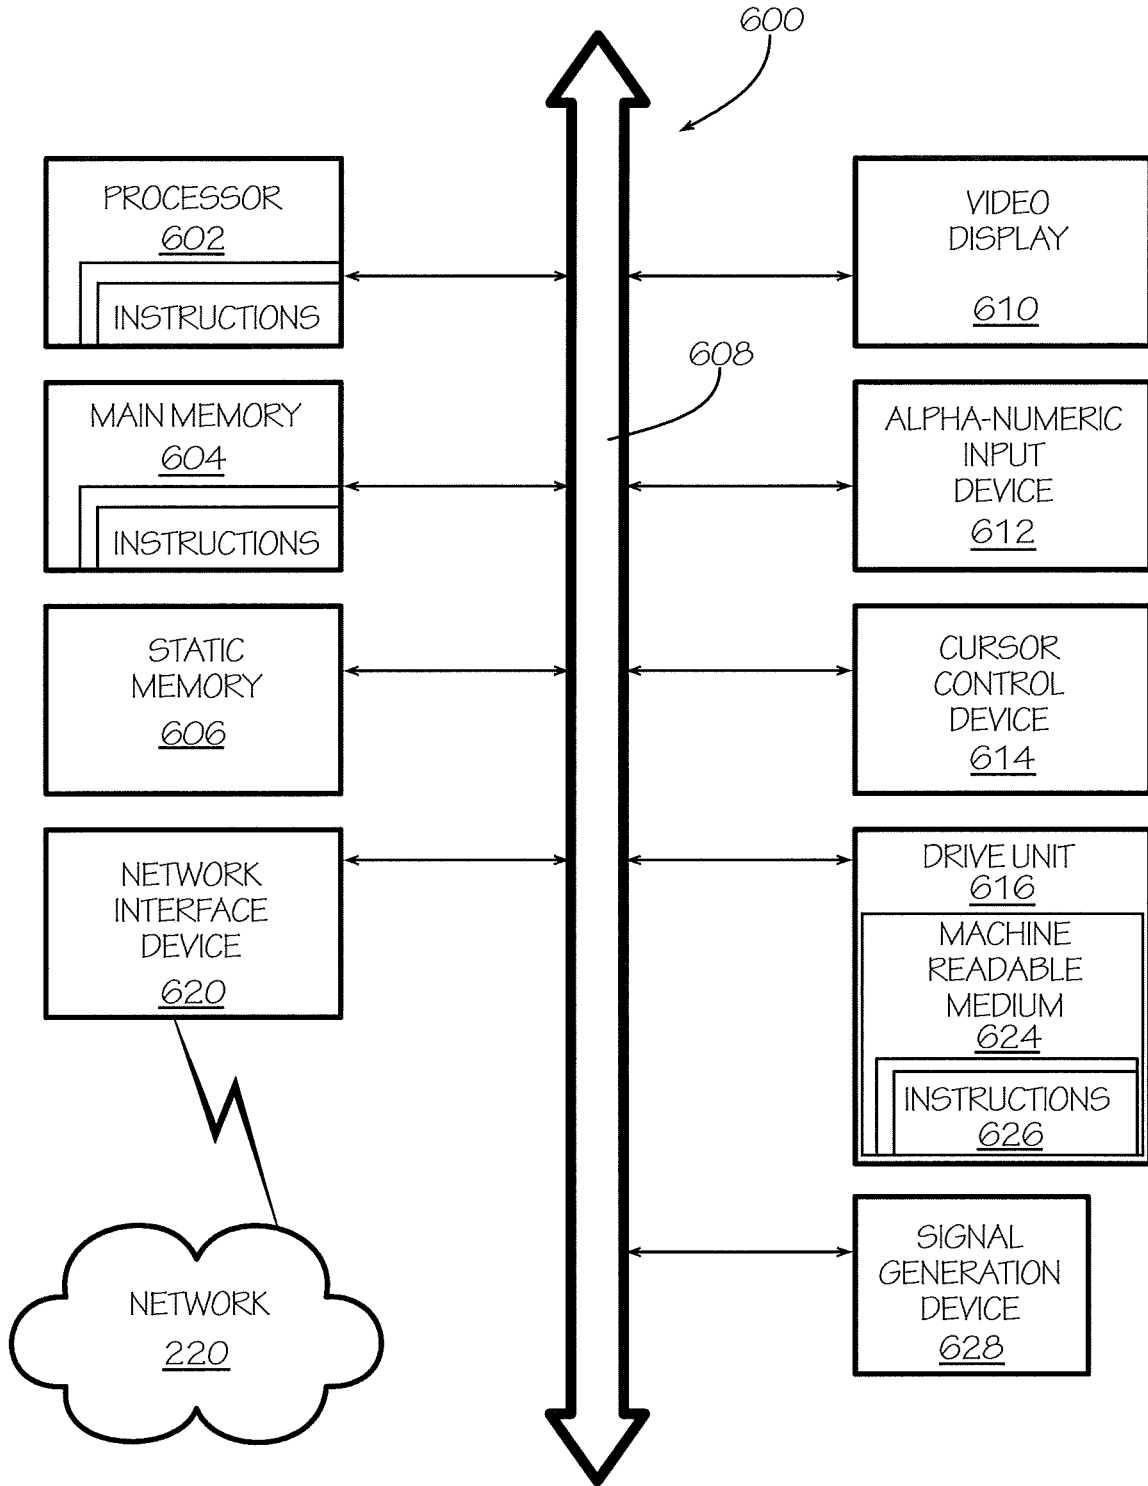 600
PROCESSOR
602
INSTRUCTIONS
VIDEO
DISPLAY
610
608
MAIN MEMORY
604
INSTRUCTIONS
ALPHA-NUMERIC
INPUT
DEVICE
612
STATIC
MEMORY
606
CURSOR
CONTROL
DEVICE
614
NETWORK
INTERFACE
DEVICE
620
DRIVE UNIT
616
MACHINE
READABLE
MEDIUM
624
INSTRUCTIONS
626
NETWORK
220
SIGNAL
GENERATION
DEVICE
628